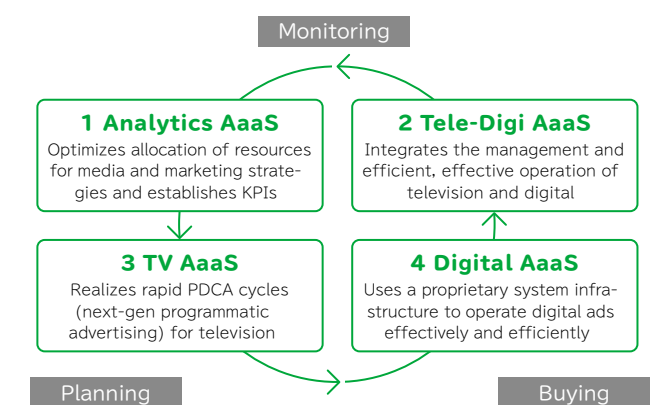 Monitoring
1 Analytics AaaS
Optimizes allocation of resources
for media and marketing strate-
gies and establishes KPIs
2 Tele-Digi AaaS
Integrates the management and
efficient, effective operation of
television and digital
3 TV AaaS
Realizes rapid PDCA cycles
(next-gen programmatic
advertising) for television
4 Digital AaaS
Uses a proprietary system infra-
structure to operate digital ads
effectively and efficiently
Planning
Buying